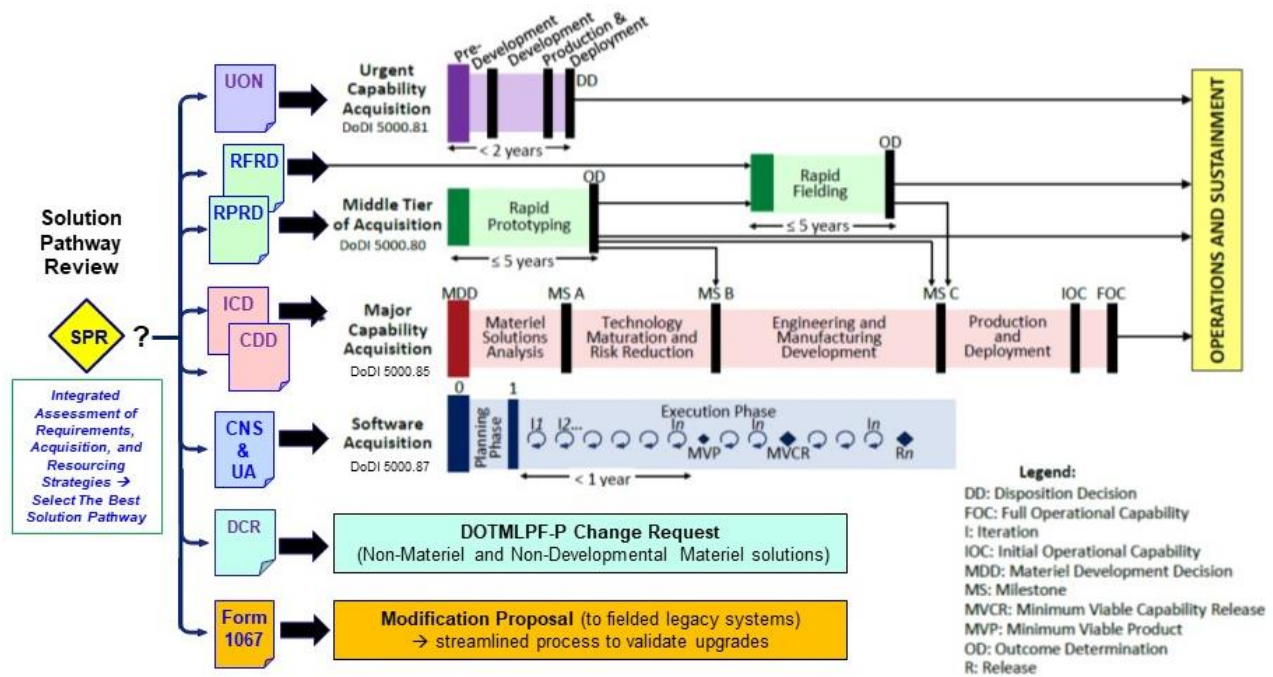 Solution
Pathway
Review
SPR
?
Integrated
Assessment of
Requirements,
Acquisition, and
Resourcing
Strategies →
Select The Best
Solution Pathway
UON
Urgent
Capability
Acquisition
DoDI 5000.81
Pre-
Development
Development
Production &
Deployment
DD
< 2 years
RFRD
RPRD
Middle Tier
of Acquisition
DoDI 5000.80
Rapid
Prototyping
OD
≤ 5 years
Rapid
Fielding
OD
≤ 5 years
ICD
CDD
Major
Capability
Acquisition
DoDI 5000.85
MDD
MS A
MS B
MS C
IOC
FOC
Materiel
Solutions
Analysis
Technology
Maturation and
Risk Reduction
Engineering and
Manufacturing
Development
Production
and
Deployment
CNS
&
UA
Software
Acquisition
DoDI 5000.87
0
1
Planning
Phase
Execution Phase
I1
I2...
In
In
In
MVP
MVCR
Rn
< 1 year
DCR
DOTMLPF-P Change Request
(Non-Materiel and Non-Developmental Materiel solutions)
Form
1067
Modification Proposal (to fielded legacy systems)
→ streamlined process to validate upgrades
OPERATIONS AND SUSTAINMENT
Legend:
DD: Disposition Decision
FOC: Full Operational Capability
I: Iteration
IOC: Initial Operational Capability
MDD: Materiel Development Decision
MS: Milestone
MVCR: Minimum Viable Capability Release
MVP: Minimum Viable Product
OD: Outcome Determination
R: Release